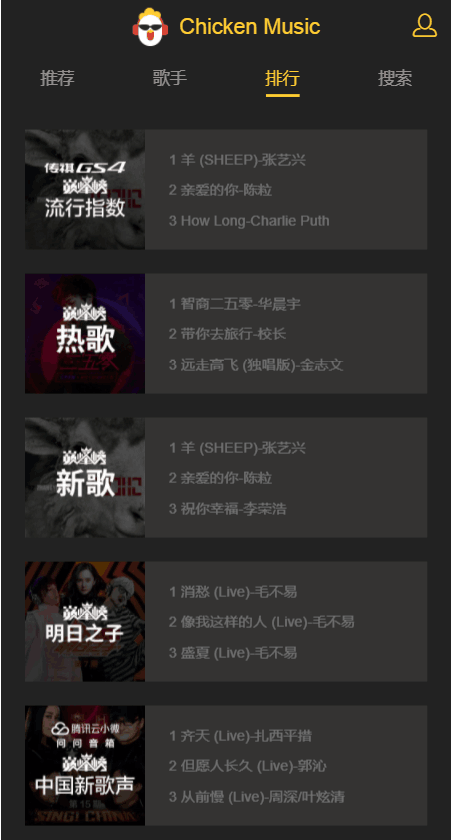 Chicken Music
推荐 歌手 排行 搜索
传祺GS4
巅峰榜
流行指数
1 羊 (SHEEP)-张艺兴
2 亲爱的你-陈粒
3 How Long-Charlie Puth
巅峰榜
热歌
1 智商二五零-华晨宇
2 带你去旅行-校长
3 远走高飞 (独唱版)-金志文
巅峰榜
新歌
1 羊 (SHEEP)-张艺兴
2 亲爱的你-陈粒
3 祝你幸福-李荣浩
巅峰榜
明日之子
1 消愁 (Live)-毛不易
2 像我这样的人 (Live)-毛不易
3 盛夏 (Live)-毛不易
腾讯云小微
问问音箱
巅峰榜
中国新歌声
第15期
SING! CHINA
1 齐天 (Live)-扎西平措
2 但愿人长久 (Live)-郭沁
3 从前慢 (Live)-周深/叶炫清